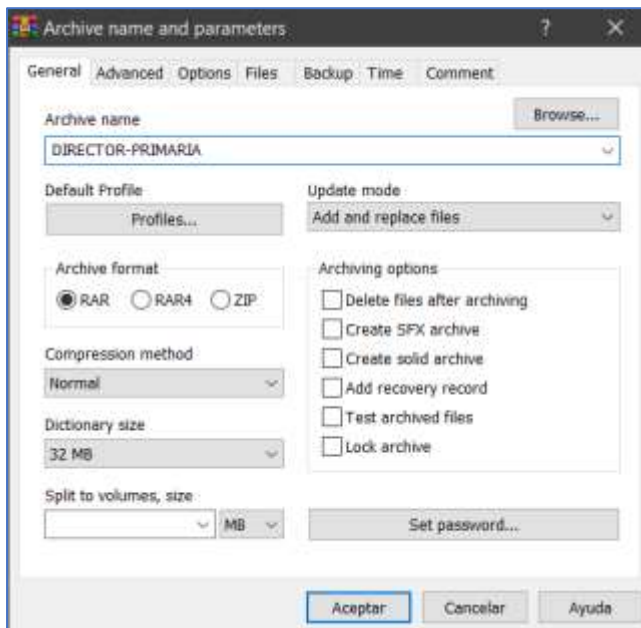 Archive name and parameters ? ×
General Advanced Options Files Backup Time Comment
Archive name
Browse...
DIRECTOR-PRIMARIA
Default Profile
Update mode
Profiles...
Add and replace files
Archive format
RAR RAR4 ZIP
Archiving options
Delete files after archiving
Create SFX archive
Create solid archive
Add recovery record
Test archived files
Lock archive
Compression method
Normal
Dictionary size
32 MB
Split to volumes, size
MB
Set password...
Aceptar Cancelar Ayuda